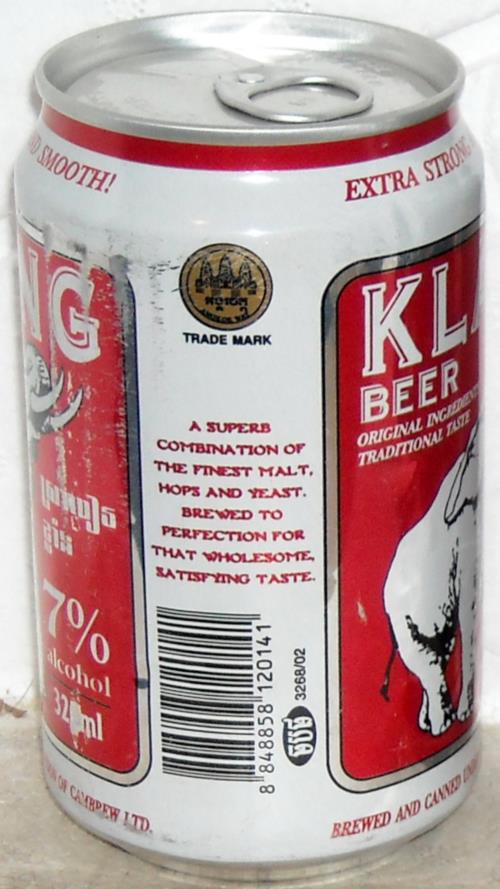 SMOOTH!
EXTRA STRONG
NG
TRADE MARK
KL
BEER
ORIGINAL
TRADITIONAL TASTE
A SUPERB
COMBINATION OF
THE FINEST MALT,
HOPS AND YEAST.
BREWED TO
PERFECTION FOR
THAT WHOLESOME,
SATISFYING TASTE.
7%
alcohol
ml
8 848858 120141
3268/02
OF CAMBREW LTD.
BREWED AND CANNED